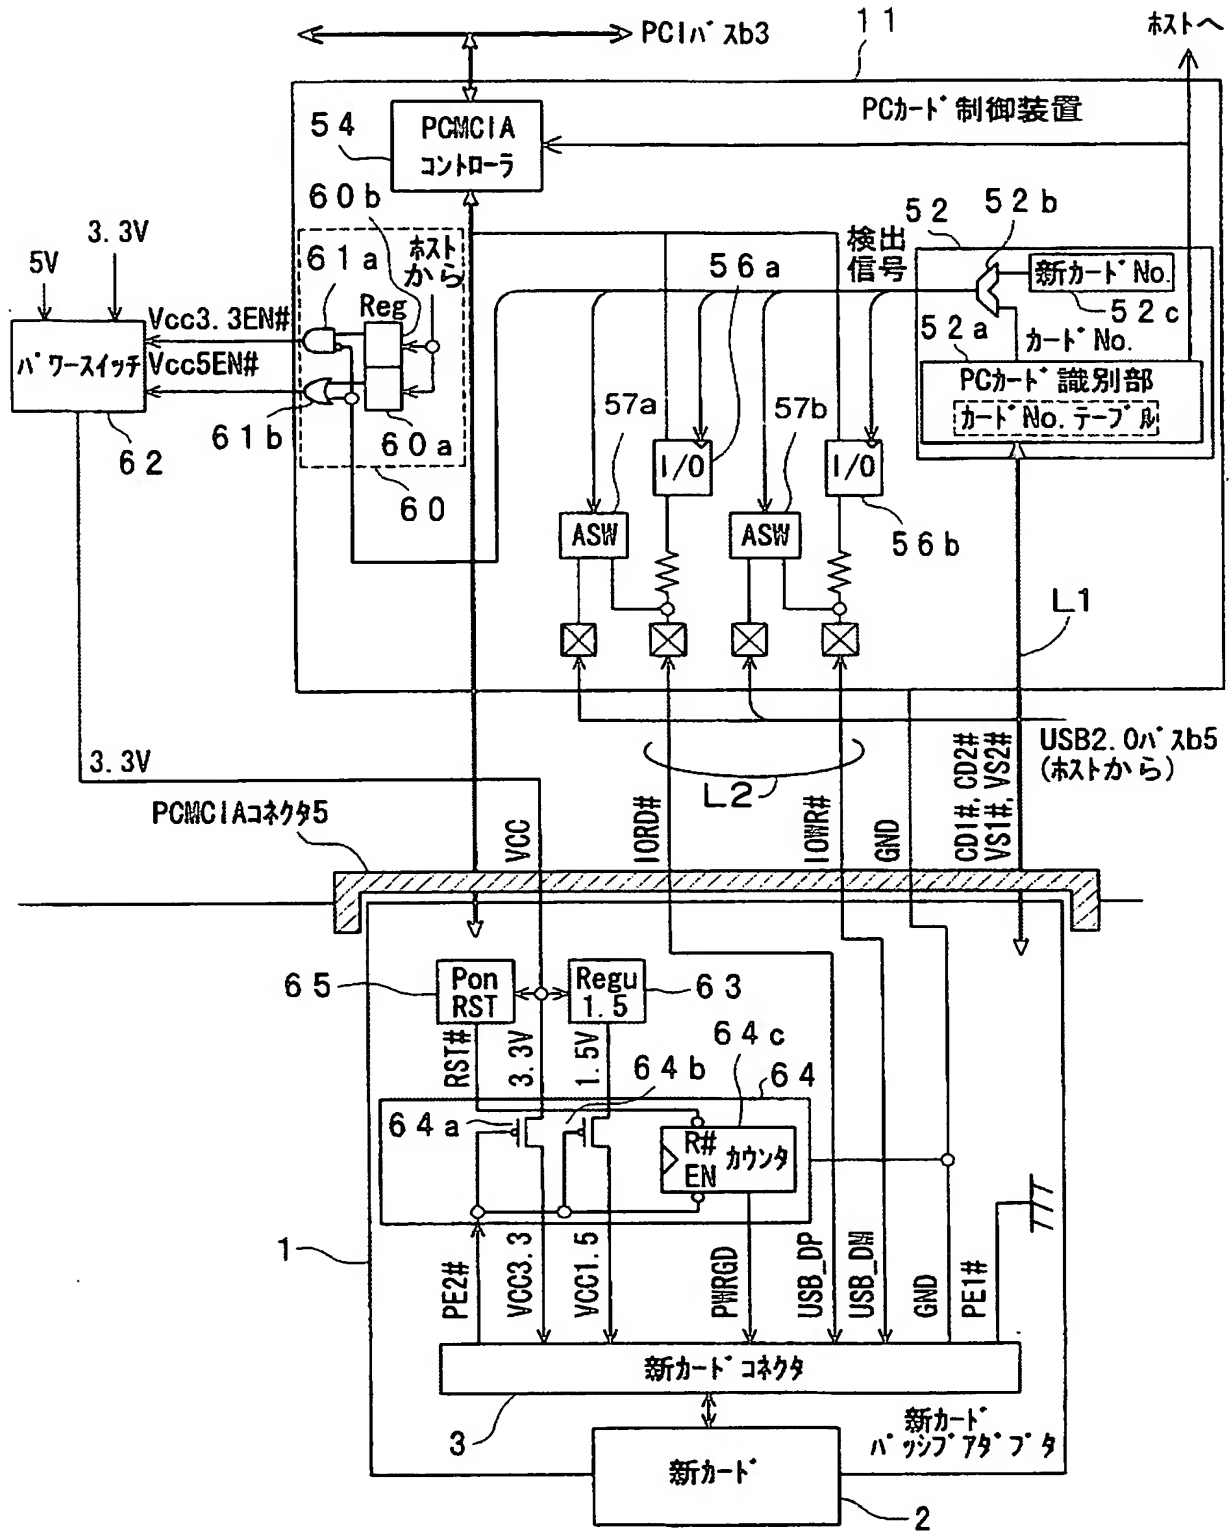 PCIバスb3
11
ホストへ
54
PCMCIA
コントローラ
PCカード制御装置
60b
3.3V
5V
61a
ホスト
から
Reg
検出
信号
56a
52
52b
新カードNo.
52c
52a
カードNo.
Vcc3.3EN#
パワースイッチ
Vcc5EN#
PCカード識別部
カードNo.テーブル
61b
62
60a
60
57a
57b
I/O
I/O
ASW
ASW
56b
L1
3.3V
L2
USB2.0バスb5
(ホストから)
PCMCIAコネクタ5
VCC
IORD#
IOWR#
GND
CD1#, CD2#
VS1#, VS2#
65
Pon
RST
Regu
1.5
63
RST#
3.3V
1.5V
64b
64c
64
64a
R#
EN
カウンタ
1
PE2#
VCC3.3
VCC1.5
PWRGD
USB_DP
USB_DM
GND
PE1#
新カードコネクタ
3
新カード
パッシブアダプタ
新カード
2